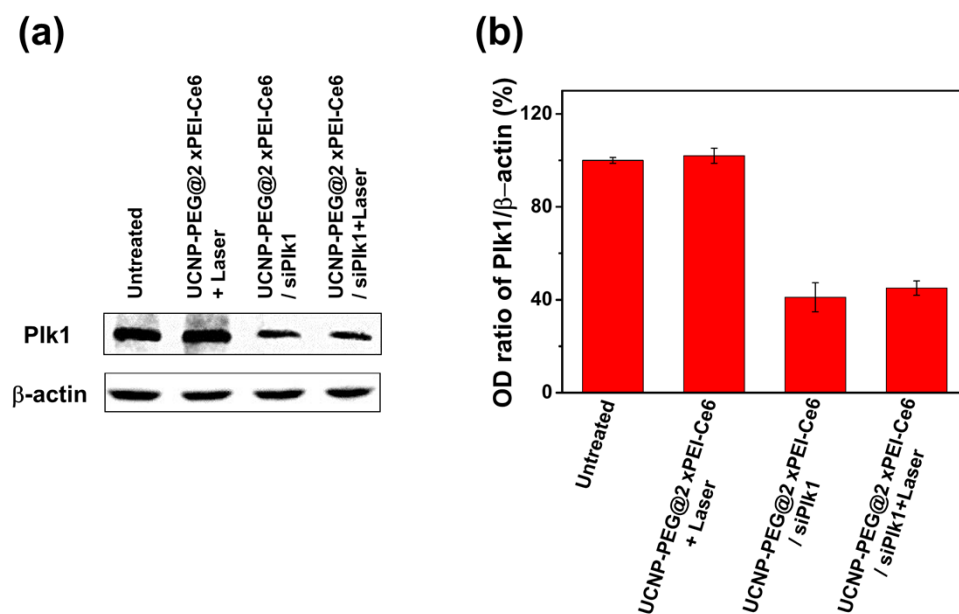 (a)
Untreated
UCNP-PEG@2 xPEI-Ce6
+ Laser
UCNP-PEG@2 xPEI-Ce6
/ siPlk1
UCNP-PEG@2 xPEI-Ce6
/ siPlk1+Laser
Plk1
β-actin
(b)
OD ratio of Plk1/β−actin (%)
120
80
40
0
Untreated
UCNP-PEG@2 xPEI-Ce6
+ Laser
UCNP-PEG@2 xPEI-Ce6
/ siPlk1
UCNP-PEG@2 xPEI-Ce6
/ siPlk1+Laser